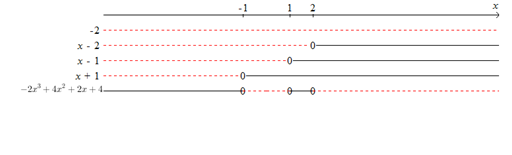 -1 1 2 x
-2
x - 2 0
x - 1 0
x + 1 0
−2x³ + 4x² + 2x + 4 0 0 0